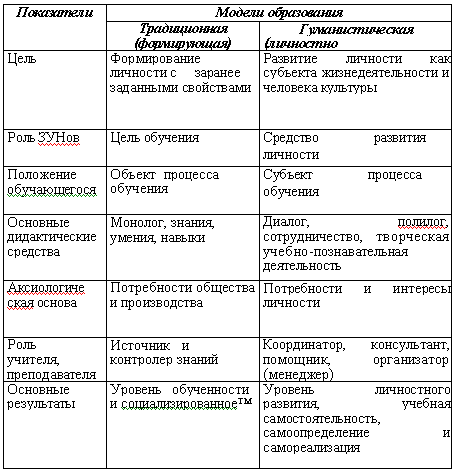 Показатели
Модели образования
Традиционная
(формирующая)
Гуманистическая
(личностно
Цель
Формирование
личности с заранее
заданными свойствами
Развитие личности как
субъекта жизнедеятельности и
человека культуры
Роль ЗУНов
Цель обучения
Средство развития
личности
Положение
обучающегося
Объект процесса
обучения
Субъект процесса
обучения
Основные
дидактические
средства
Монолог, знания,
умения, навыки
Диалог, полилог,
сотрудничество, творческая
учебно-познавательная
деятельность
Аксиологиче
ская основа
Потребности общества
и производства
Потребности и интересы
личности
Роль
учителя,
преподавателя
Источник и
контролер знаний
Координатор, консультант,
помощник, организатор
(менеджер)
Основные
результаты
Уровень обученности
и социализированное™
Уровень личностного
развития, учебная
самостоятельность,
самоопределение и
самореализация